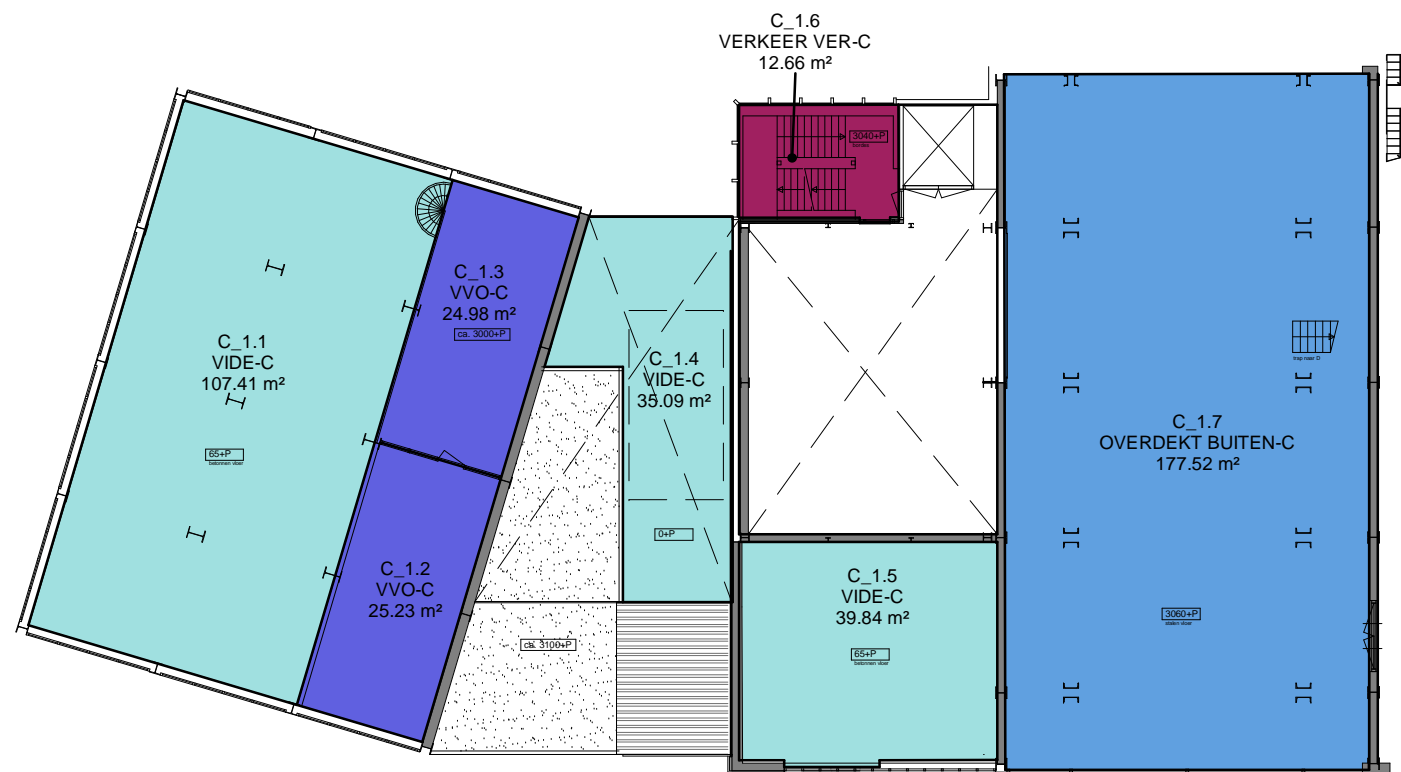 C_1.6
VERKEER VER-C
12.66 m²
3040+P
bordes
C_1.3
VVO-C
24.98 m²
ca. 3000+P
C_1.1
VIDE-C
107.41 m²
65+P
betonnen vloer
C_1.4
VIDE-C
35.09 m²
0+P
trap naar D
C_1.7
OVERDEKT BUITEN-C
177.52 m²
3060+P
stalen vloer
C_1.2
VVO-C
25.23 m²
ca. 3100+P
C_1.5
VIDE-C
39.84 m²
65+P
betonnen vloer